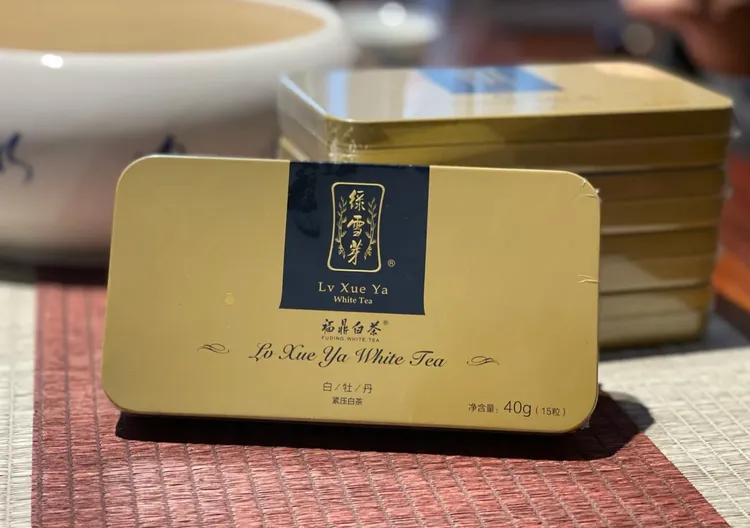 绿雪芽
®
Lv Xue Ya
White Tea
福鼎白茶®
FUDING WHITE TEA
Lo Xue Ya White Tea
白/牡/丹
紧压白茶
净含量：40g（15粒）